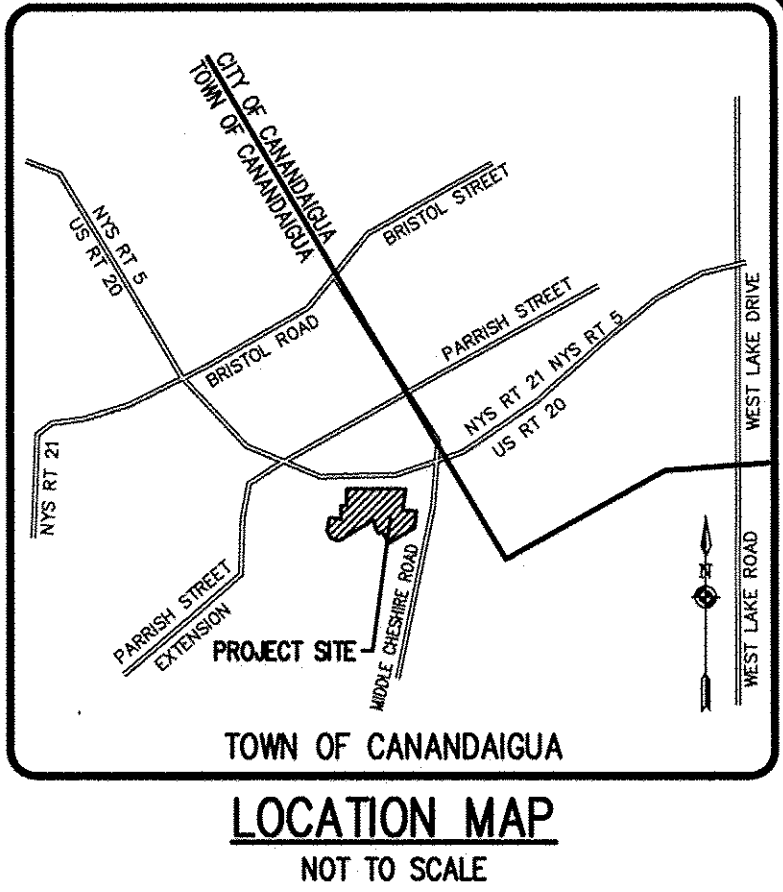 CITY OF CANANDAIGUA
TOWN OF CANANDAIGUA
NYS RT 5
US RT 20
BRISTOL STREET
BRISTOL ROAD
PARRISH STREET
NYS RT 21 NYS RT 5
US RT 20
WEST LAKE DRIVE
NYS RT 21
PARRISH STREET
EXTENSION
MIDDLE CHESHIRE ROAD
N
WEST LAKE ROAD
PROJECT SITE
TOWN OF CANANDAIGUA
LOCATION MAP
NOT TO SCALE